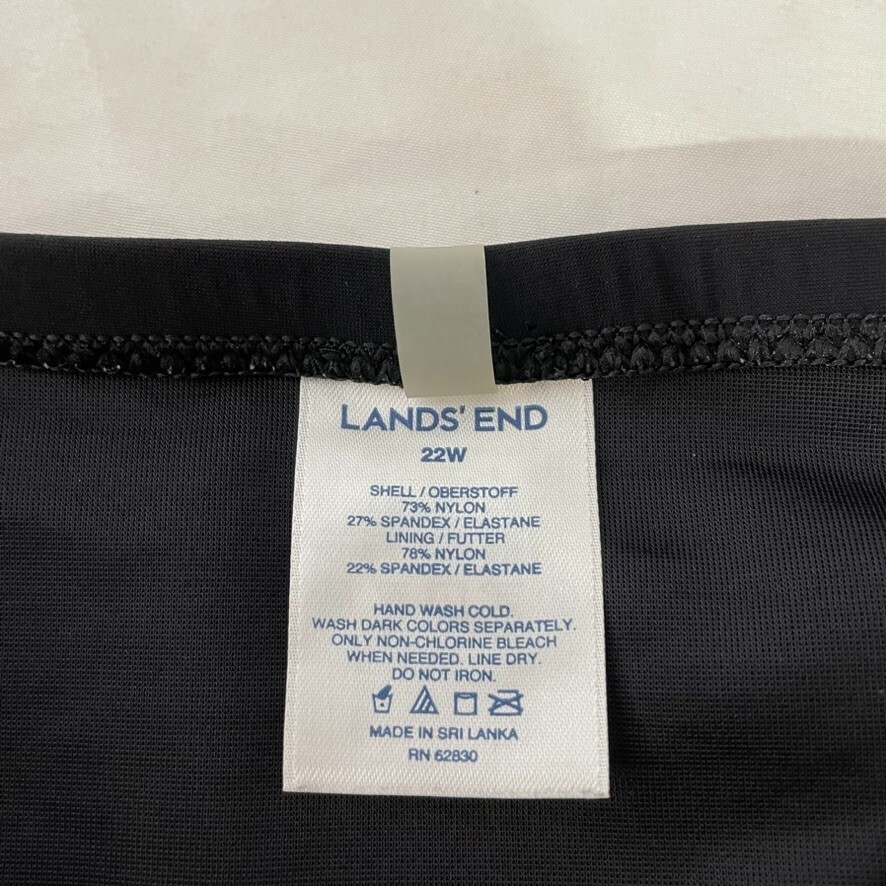 LANDS' END
22W
SHELL / OBERSTOFF
73% NYLON
27% SPANDEX / ELASTANE
LINING / FUTTER
78% NYLON
22% SPANDEX / ELASTANE
HAND WASH COLD.
WASH DARK COLORS SEPARATELY.
ONLY NON-CHLORINE BLEACH
WHEN NEEDED. LINE DRY.
DO NOT IRON.
MADE IN SRI LANKA
RN 62830